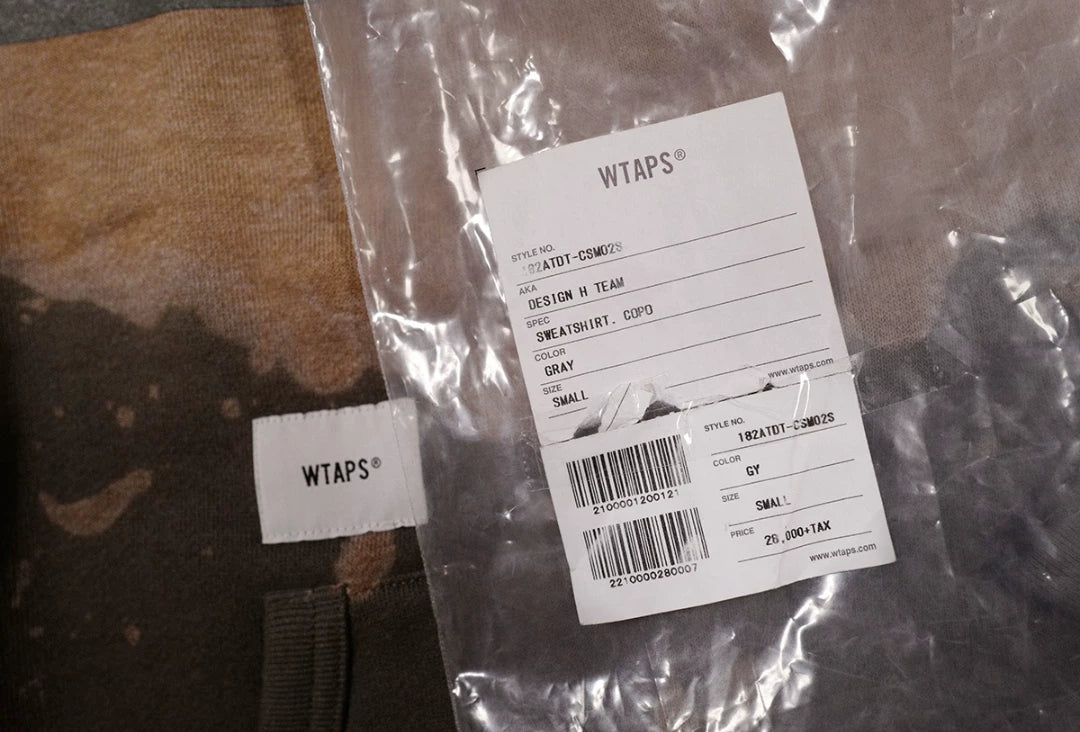 WTAPS®
STYLE NO.
182ATDT-CSM02S
AKA
DESIGN H TEAM
SPEC
SWEATSHIRT. COPO
COLOR
GRAY
SIZE
SMALL
www.wtaps.com
STYLE NO.
182ATDT-CSM02S
COLOR
GY
SIZE
SMALL
PRICE
28,000+TAX
www.wtaps.com
2100001200121
2210000280007
WTAPS®